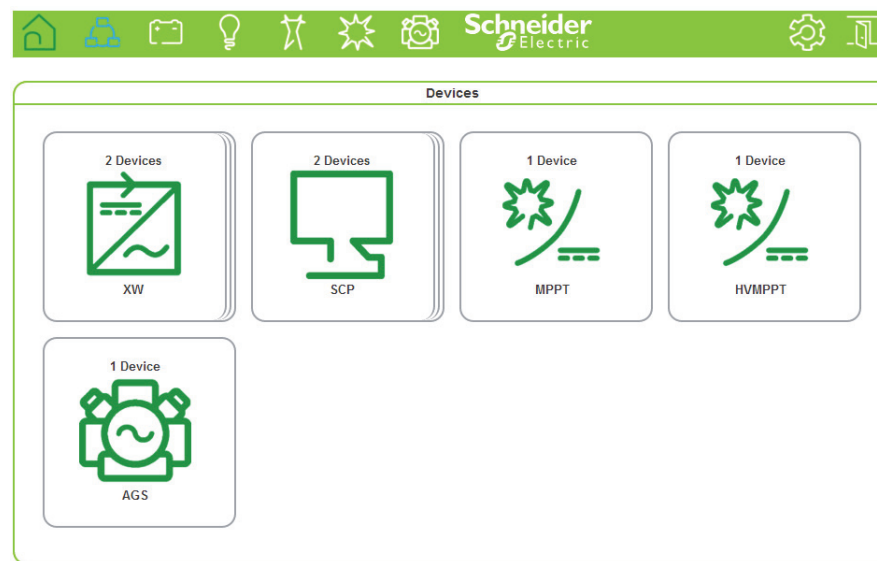 Schneider
Electric
Devices
2 Devices
XW
2 Devices
SCP
1 Device
MPPT
1 Device
HVMPPT
1 Device
AGS